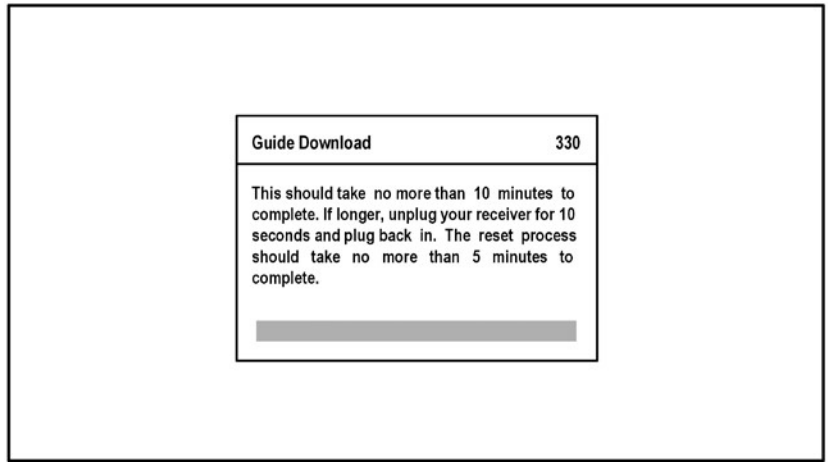 Guide Download 330
This should take no more than 10 minutes to
complete. If longer, unplug your receiver for 10
seconds and plug back in. The reset process
should take no more than 5 minutes to
complete.